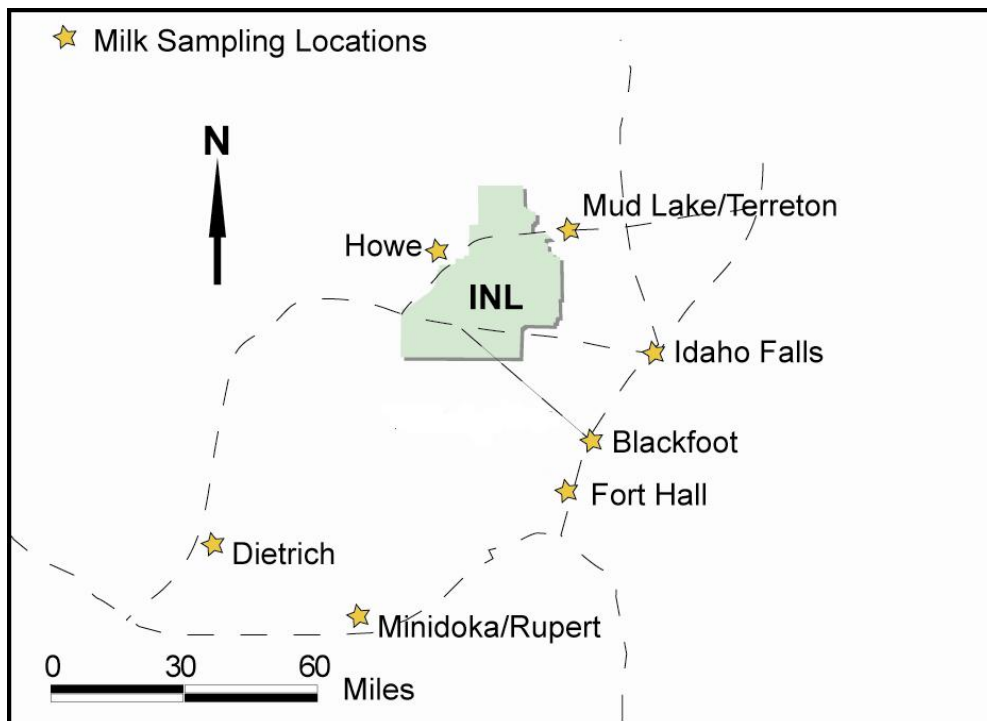 Milk Sampling Locations
N
Mud Lake/Terreton
Howe
INL
Idaho Falls
Blackfoot
Fort Hall
Dietrich
Minidoka/Rupert
0 30 60
Miles